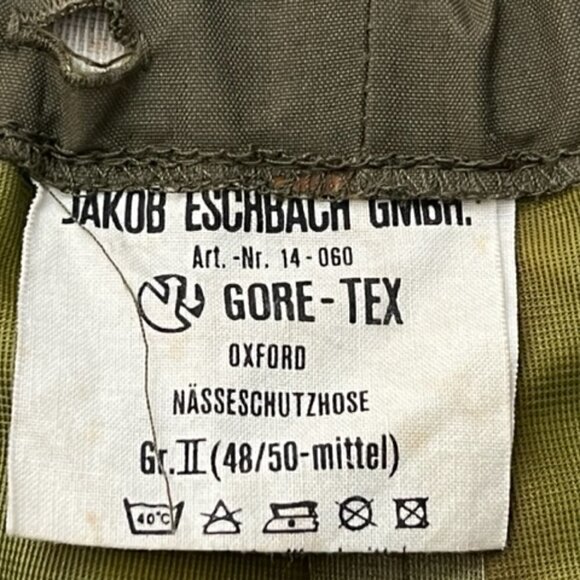 JAKOB ESCHBACH GMBH.
Art. -Nr. 14 - 060
GORE-TEX
OXFORD
NÄSSESCHUTZHOSE
Gr. II (48/50-mittel)
40°C